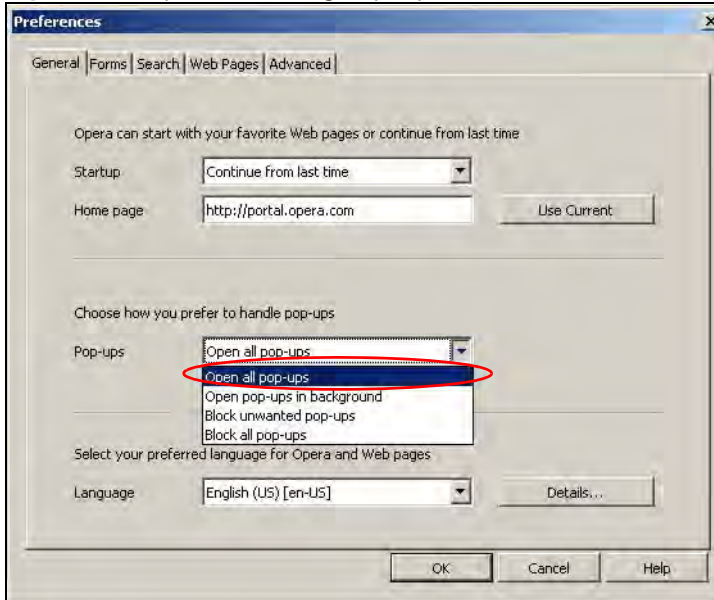 Preferences
General Forms Search Web Pages Advanced
Opera can start with your favorite Web pages or continue from last time
Startup Continue from last time
Home page http://portal.opera.com Use Current
Choose how you prefer to handle pop-ups
Pop-ups Open all pop-ups
Open all pop-ups
Open pop-ups in background
Block unwanted pop-ups
Block all pop-ups
Select your preferred language for Opera and Web pages
Language English (US) [en-US] Details...
OK Cancel Help